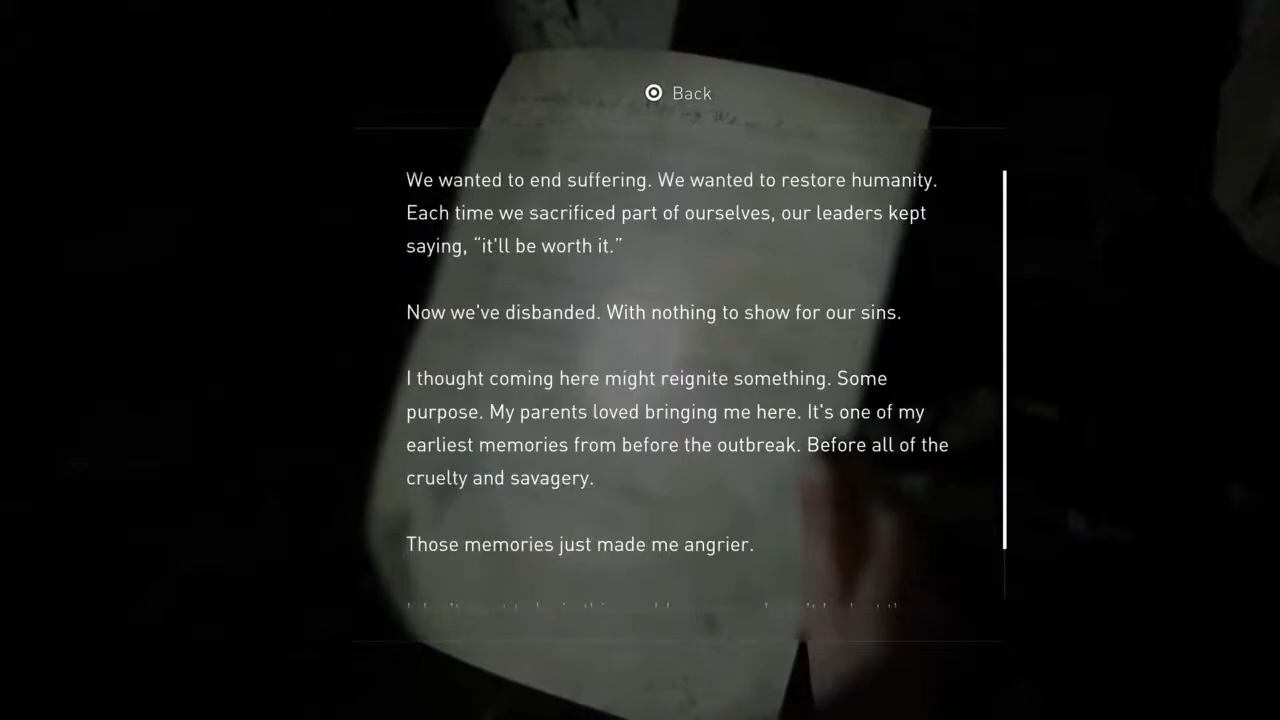 Back
We wanted to end suffering. We wanted to restore humanity.
Each time we sacrificed part of ourselves, our leaders kept
saying, “it'll be worth it.”
Now we've disbanded. With nothing to show for our sins.
I thought coming here might reignite something. Some
purpose. My parents loved bringing me here. It's one of my
earliest memories from before the outbreak. Before all of the
cruelty and savagery.
Those memories just made me angrier.